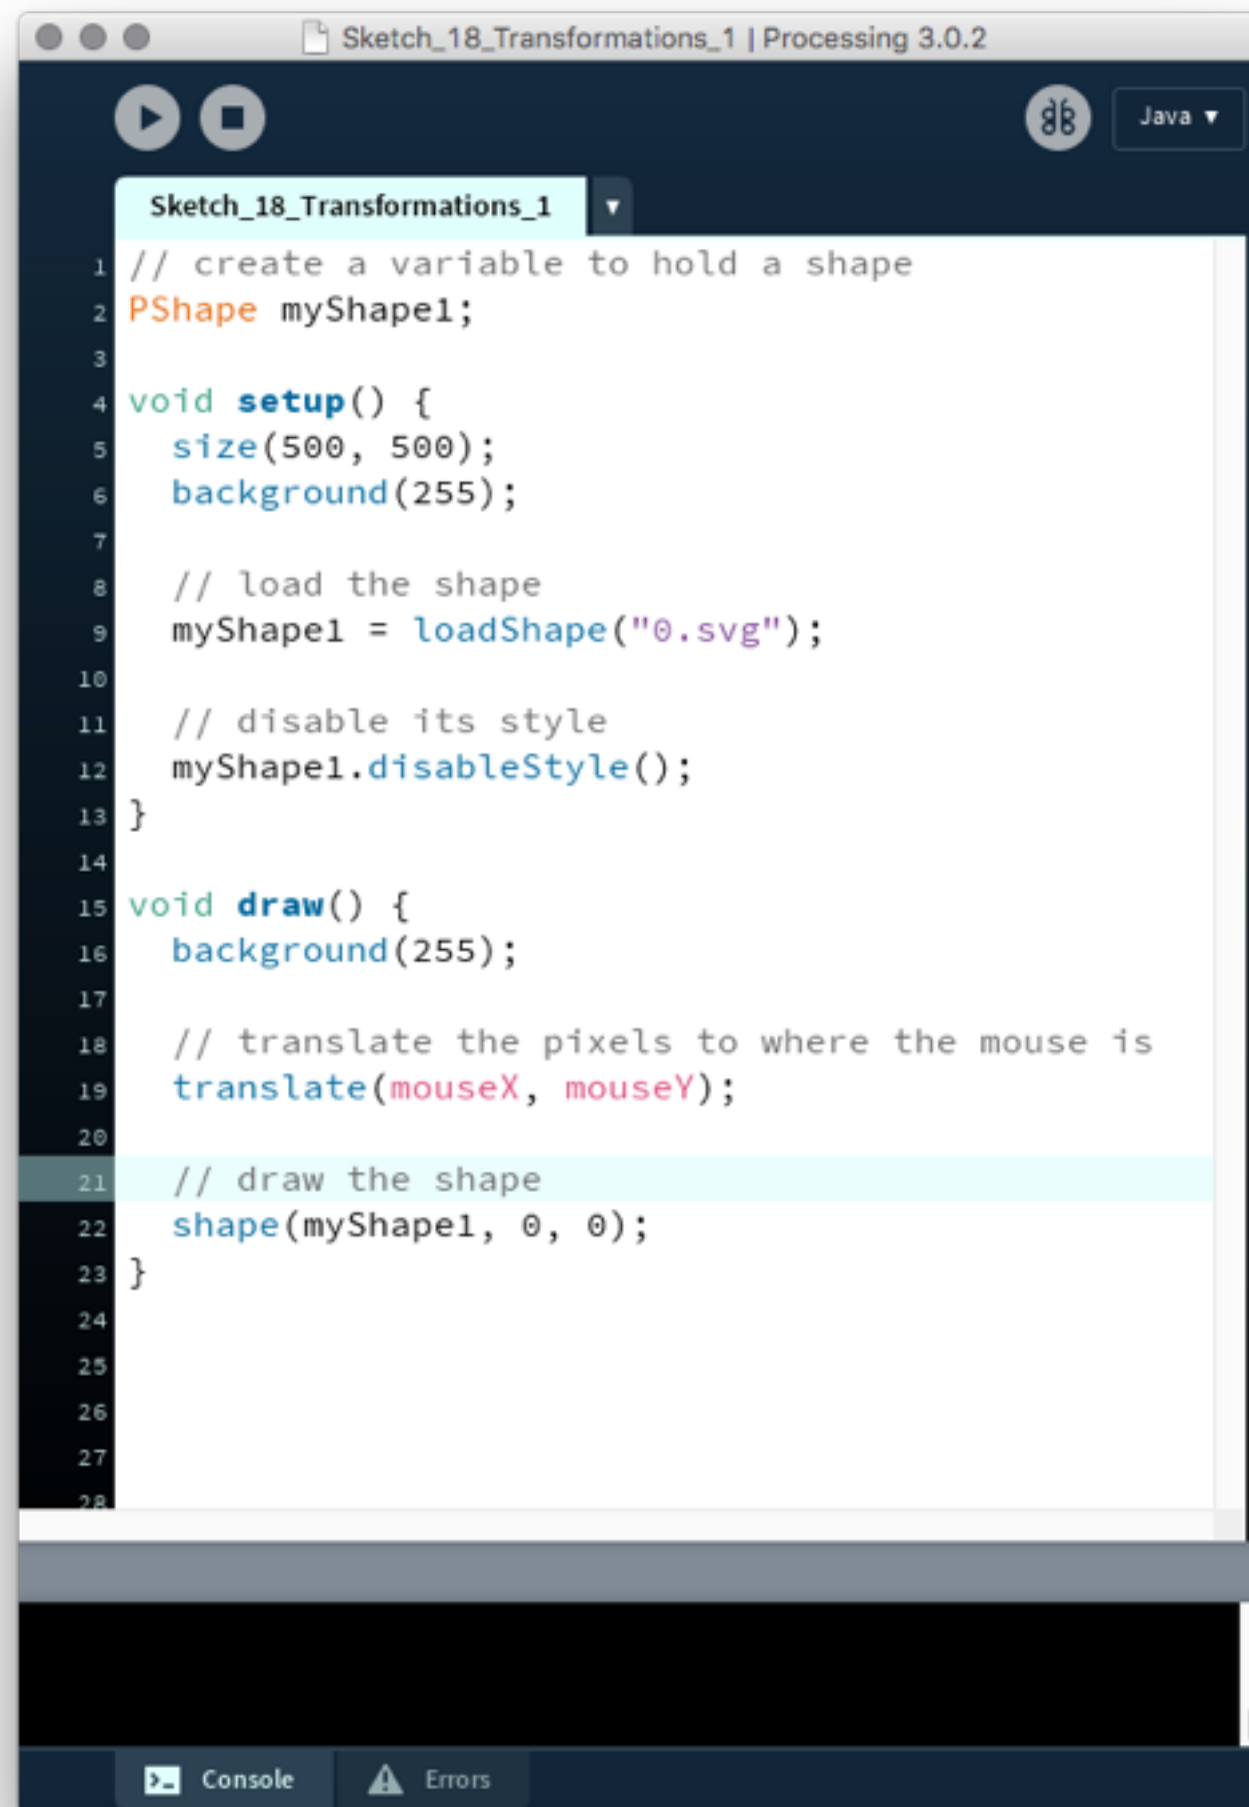 Sketch_18_Transformations_1 | Processing 3.0.2
Java ▼
Sketch_18_Transformations_1 ▼
1 // create a variable to hold a shape
2 PShape myShape1;
3
4 void setup() {
5   size(500, 500);
6   background(255);
7
8   // load the shape
9   myShape1 = loadShape("0.svg");
10
11   // disable its style
12   myShape1.disableStyle();
13 }
14
15 void draw() {
16   background(255);
17
18   // translate the pixels to where the mouse is
19   translate(mouseX, mouseY);
20
21   // draw the shape
22   shape(myShape1, 0, 0);
23 }
24
25
26
27
28
Console Errors